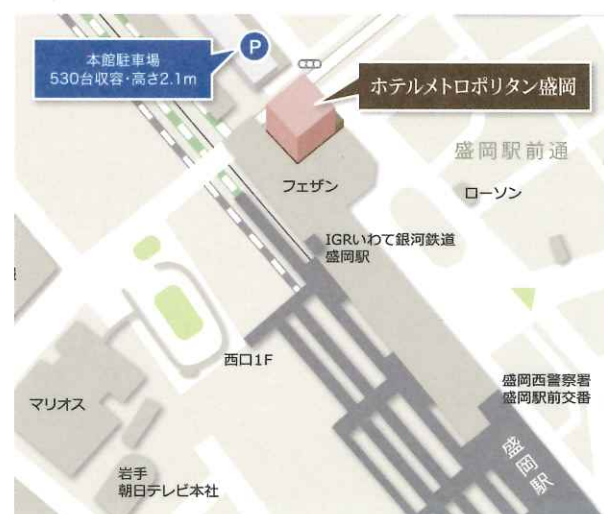 本館駐車場
530台収容・高さ2.1m
P
ホテルメトロポリタン盛岡
盛岡駅前通
フェザン
ローソン
IGRいわて銀河鉄道
盛岡駅
西口1F
盛岡西警察署
盛岡駅前交番
マリオス
盛岡駅
岩手
朝日テレビ本社